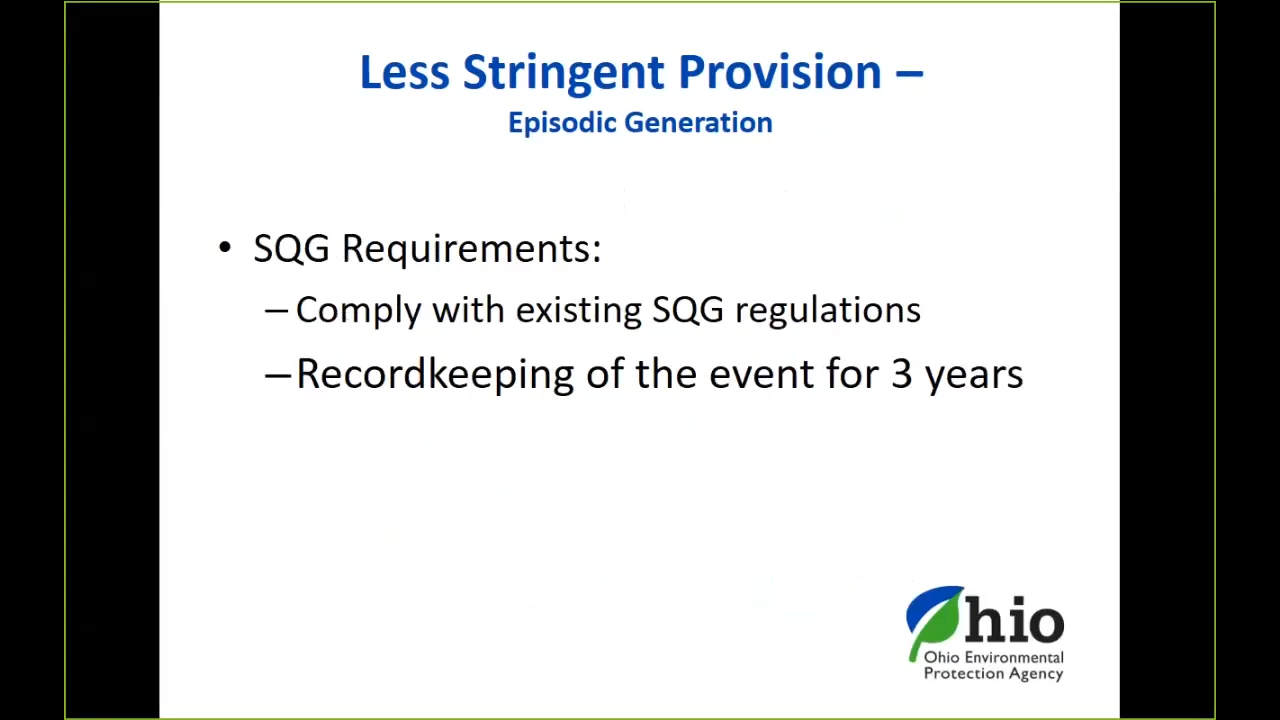 Less Stringent Provision –
Episodic Generation
• SQG Requirements:
– Comply with existing SQG regulations
– Recordkeeping of the event for 3 years
Ohio
Ohio Environmental
Protection Agency